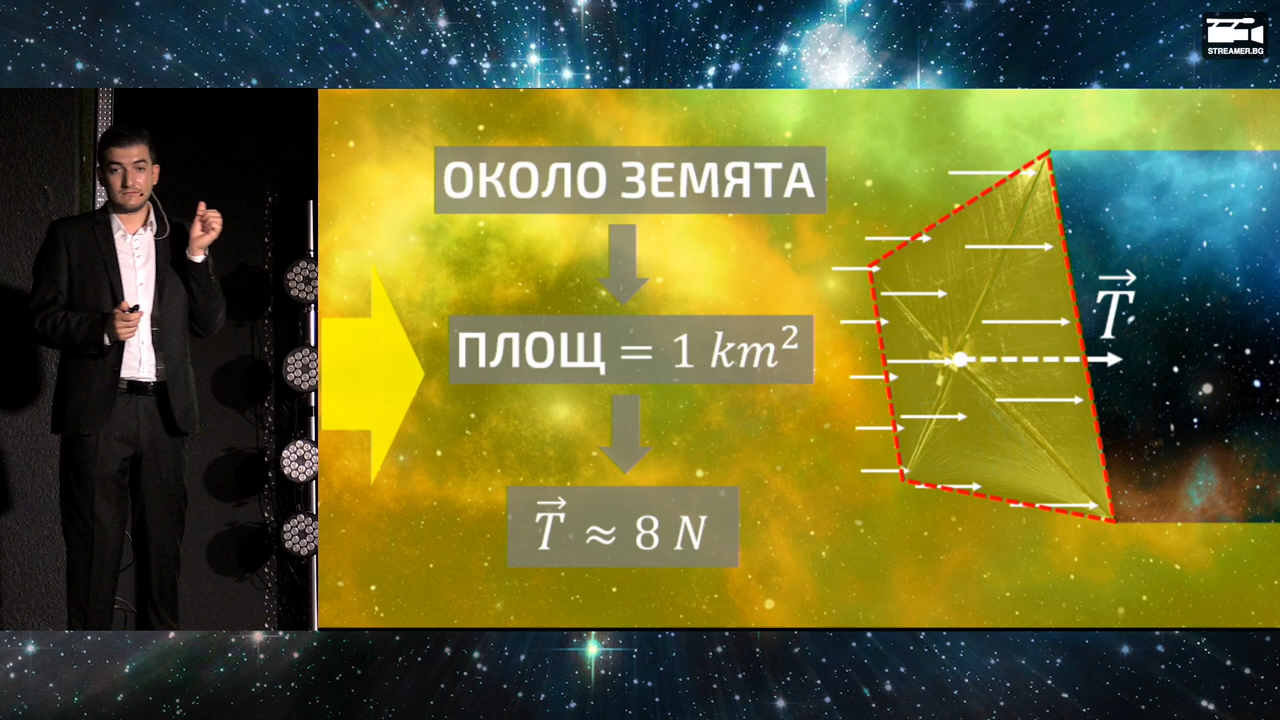 STREAMER.BG
ОКОЛО ЗЕМЯТА
ПЛОЩ = 1 km²
T⃗ ≈ 8 N
T⃗